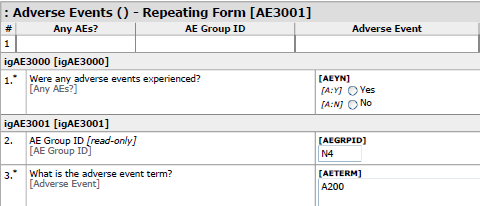 : Adverse Events () - Repeating Form [AE3001]
# Any AEs? AE Group ID Adverse Event
1
igAE3000 [igAE3000]
1.* Were any adverse events experienced? [AEYN]
[Any AEs?] [A:Y] Yes
[A:N] No
igAE3001 [igAE3001]
2. AE Group ID [read-only] [AEGRPID]
[AE Group ID] N4
3.* What is the adverse event term? [AETERM]
[Adverse Event] A200